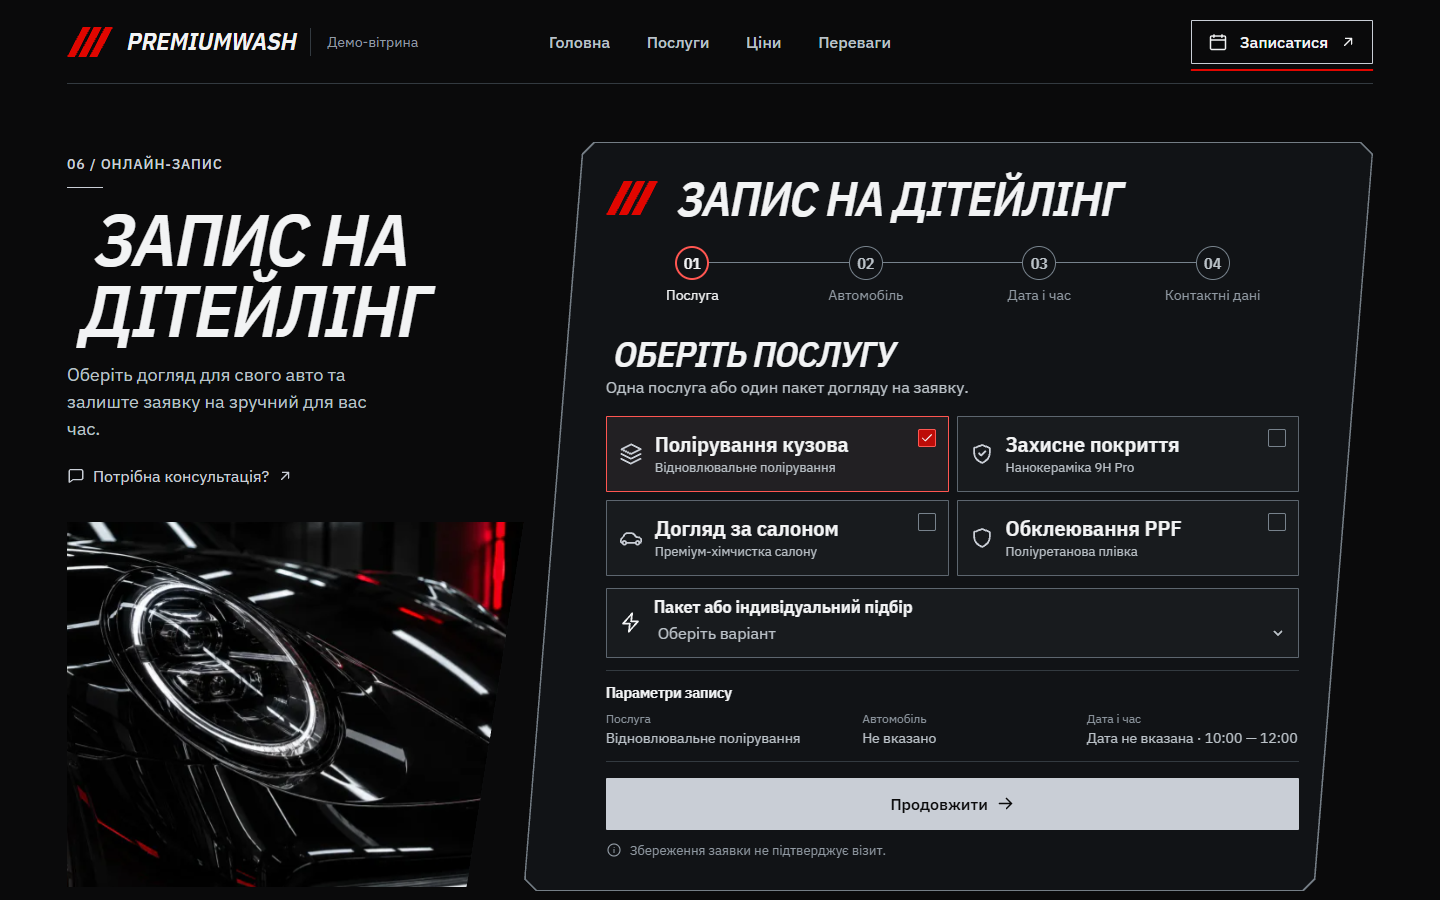 PREMIUMWASH
Демо-вітрина
Головна
Послуги
Ціни
Переваги
Записатися
06 / ОНЛАЙН-ЗАПИС
ЗАПИС НА
ДІТЕЙЛІНГ
Оберіть догляд для свого авто та
залиште заявку на зручний для вас
час.
Потрібна консультація?
ЗАПИС НА ДІТЕЙЛІНГ
01
02
03
04
Послуга
Автомобіль
Дата і час
Контактні дані
ОБЕРІТЬ ПОСЛУГУ
Одна послуга або один пакет догляду на заявку.
Полірування кузова
Відновлювальне полірування
Захисне покриття
Нанокераміка 9H Pro
Догляд за салоном
Преміум-хімчистка салону
Обклеювання PPF
Поліуретанова плівка
Пакет або індивідуальний підбір
Оберіть варіант
Параметри запису
Послуга
Автомобіль
Дата і час
Відновлювальне полірування
Не вказано
Дата не вказана · 10:00 — 12:00
Продовжити
Збереження заявки не підтверджує візит.